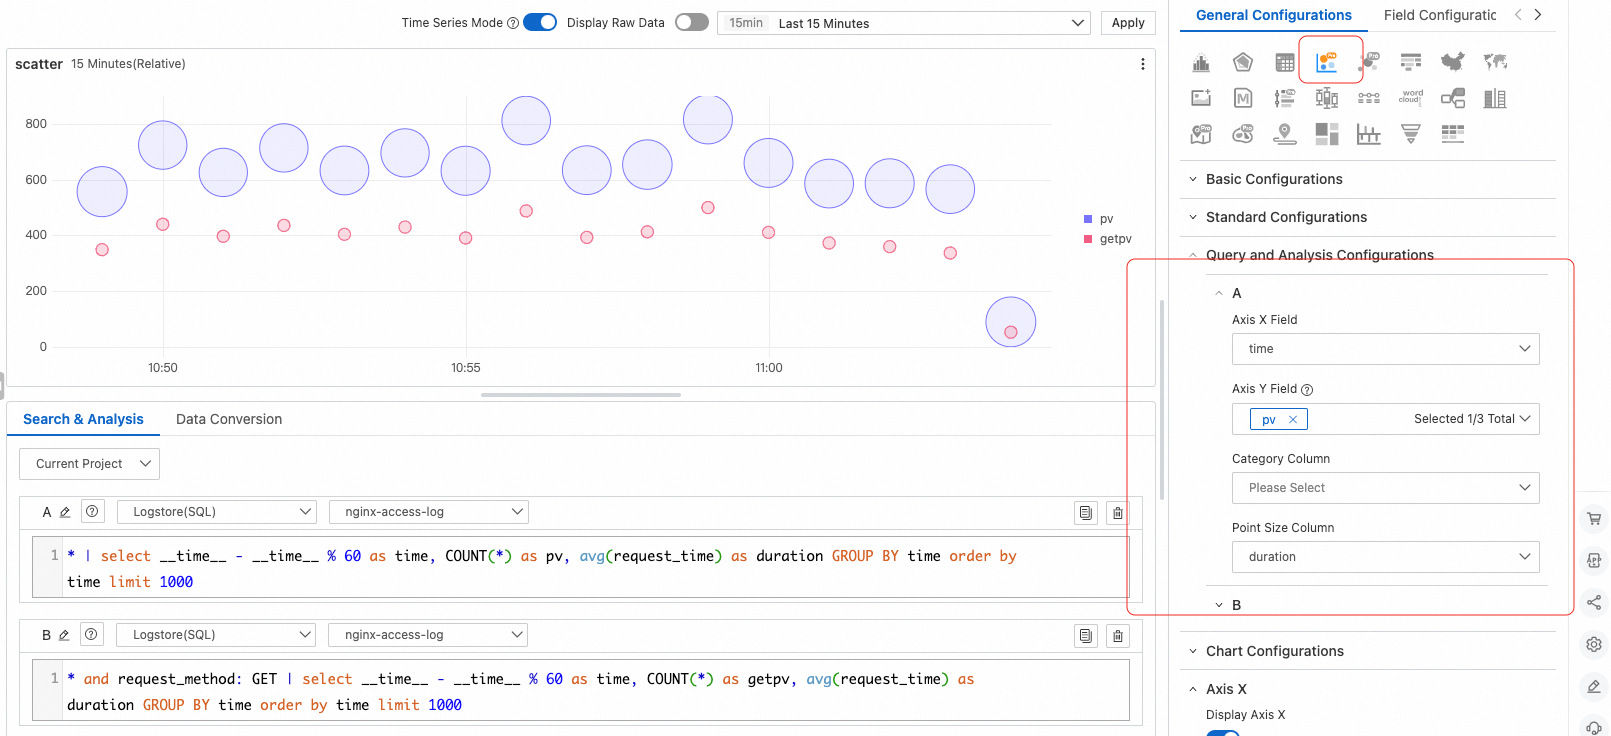 Time Series Mode ? Display Raw Data 15min Last 15 Minutes Apply
General Configurations Field Configuratic
scatter 15 Minutes(Relative)
800
600
400
200
0
10:50 10:55 11:00
pv
getpv
Search & Analysis Data Conversion
Current Project
A ? Logstore(SQL) nginx-access-log
1 * | select __time__ - __time__ % 60 as time, COUNT(*) as pv, avg(request_time) as duration GROUP BY time order by
time limit 1000
B ? Logstore(SQL) nginx-access-log
1 * and request_method: GET | select __time__ - __time__ % 60 as time, COUNT(*) as getpv, avg(request_time) as
duration GROUP BY time order by time limit 1000
Pro Pro
M Pro word
cloud
Pro Pro
Basic Configurations
Standard Configurations
Query and Analysis Configurations
A
Axis X Field
time
Axis Y Field ?
pv × Selected 1/3 Total
Category Column
Please Select
Point Size Column
duration
B
Chart Configurations
Axis X
Display Axis X
API